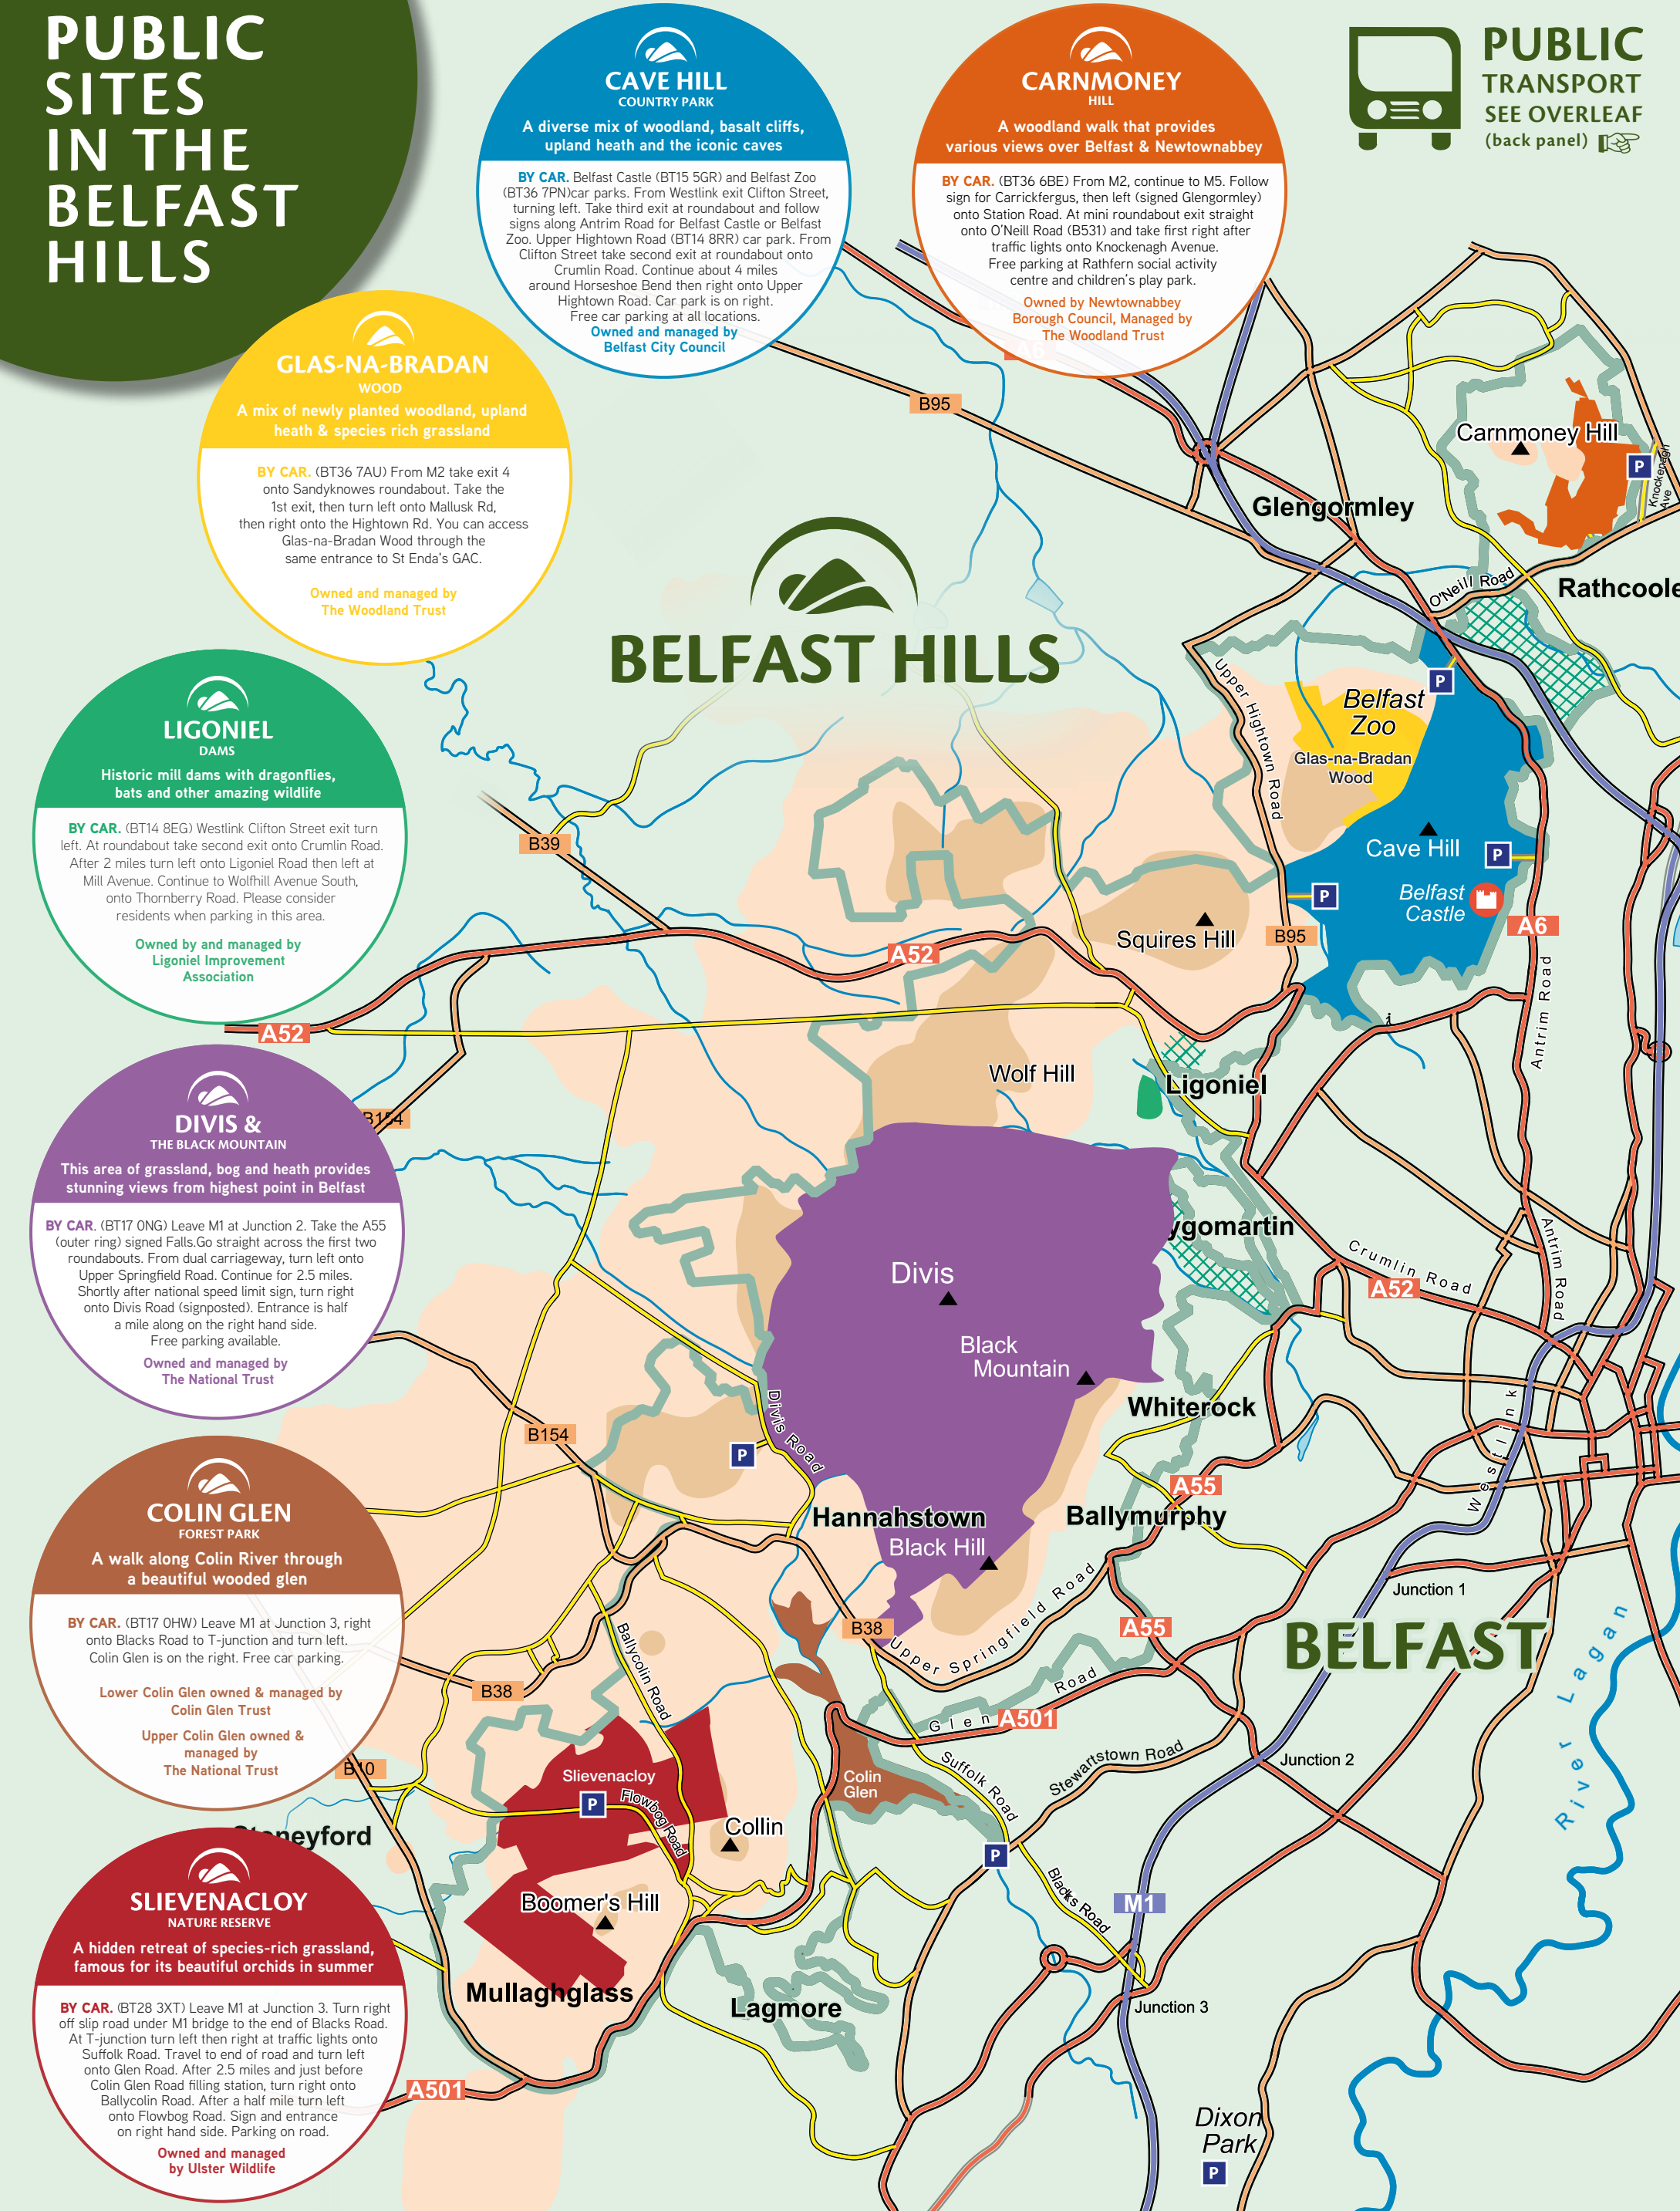 PUBLIC
SITES
IN THE
BELFAST
HILLS
CAVE HILL
COUNTRY PARK
A diverse mix of woodland, basalt cliffs,
upland heath and the iconic caves
BY CAR. Belfast Castle (BT15 5GR) and Belfast Zoo
(BT36 7PN)car parks. From Westlink exit Clifton Street,
turning left. Take third exit at roundabout and follow
signs along Antrim Road for Belfast Castle or Belfast
Zoo. Upper Hightown Road (BT14 8RR) car park. From
Clifton Street take second exit at roundabout onto
Crumlin Road. Continue about 4 miles
around Horseshoe Bend then right onto Upper
Hightown Road. Car park is on right.
Free car parking at all locations.
Owned and managed by
Belfast City Council
CARNMONEY
HILL
A woodland walk that provides
various views over Belfast & Newtownabbey
BY CAR. (BT36 6BE) From M2, continue to M5. Follow
sign for Carrickfergus, then left (signed Glengormley)
onto Station Road. At mini roundabout exit straight
onto O'Neill Road (B531) and take first right after
traffic lights onto Knockenagh Avenue.
Free parking at Rathfern social activity
centre and children's play park.
Owned by Newtownabbey
Borough Council, Managed by
The Woodland Trust
PUBLIC
TRANSPORT
SEE OVERLEAF
(back panel)
GLAS-NA-BRADAN
WOOD
A mix of newly planted woodland, upland
heath & species rich grassland
BY CAR. (BT36 7AU) From M2 take exit 4
onto Sandyknowes roundabout. Take the
1st exit, then turn left onto Mallusk Rd,
then right onto the Hightown Rd. You can access
Glas-na-Bradan Wood through the
same entrance to St Enda's GAC.
Owned and managed by
The Woodland Trust
LIGONIEL
DAMS
Historic mill dams with dragonflies,
bats and other amazing wildlife
BY CAR. (BT14 8EG) Westlink Clifton Street exit turn
left. At roundabout take second exit onto Crumlin Road.
After 2 miles turn left onto Ligoniel Road then left at
Mill Avenue. Continue to Wolfhill Avenue South,
onto Thornberry Road. Please consider
residents when parking in this area.
Owned by and managed by
Ligoniel Improvement
Association
DIVIS &
THE BLACK MOUNTAIN
This area of grassland, bog and heath provides
stunning views from highest point in Belfast
BY CAR. (BT17 0NG) Leave M1 at Junction 2. Take the A55
(outer ring) signed Falls.Go straight across the first two
roundabouts. From dual carriageway, turn left onto
Upper Springfield Road. Continue for 2.5 miles.
Shortly after national speed limit sign, turn right
onto Divis Road (signposted). Entrance is half
a mile along on the right hand side.
Free parking available.
Owned and managed by
The National Trust
COLIN GLEN
FOREST PARK
A walk along Colin River through
a beautiful wooded glen
BY CAR. (BT17 0HW) Leave M1 at Junction 3, right
onto Blacks Road to T-junction and turn left.
Colin Glen is on the right. Free car parking.
Lower Colin Glen owned & managed by
Colin Glen Trust
Upper Colin Glen owned &
managed by
The National Trust
SLIEVENACLOY
NATURE RESERVE
A hidden retreat of species-rich grassland,
famous for its beautiful orchids in summer
BY CAR. (BT28 3XT) Leave M1 at Junction 3. Turn right
off slip road under M1 bridge to the end of Blacks Road.
At T-junction turn left then right at traffic lights onto
Suffolk Road. Travel to end of road and turn left
onto Glen Road. After 2.5 miles and just before
Colin Glen Road filling station, turn right onto
Ballycolin Road. After a half mile turn left
onto Flowbog Road. Sign and entrance
on right hand side. Parking on road.
Owned and managed
by Ulster Wildlife
BELFAST HILLS
A6
B95
Carnmoney Hill
P
Knockenagh
Ave
Glengormley
O'Neill Road
Rathcoole
P
Upper Hightown Road
Belfast
Zoo
Glas-na-Bradan
Wood
Cave Hill
P
P
Belfast
Castle
A6
B95
Antrim Road
Squires Hill
B39
A52
A52
Wolf Hill
Ligoniel
B154
ygomartin
Crumlin Road
A52
Antrim Road
Divis
Black
Mountain
Divis Road
Whiterock
Westlink
B154
P
A55
Hannahstown
Ballymurphy
Black Hill
Junction 1
BELFAST
A55
B38
Upper Springfield Road
Ballycolin Road
B38
Glen Road
A501
River Lagan
Junction 2
Stewartstown Road
Suffolk Road
Colin
Glen
B10
Slievenacloy
P
Flowbog Road
Collin
Stoneyford
P
Blacks Road
M1
Boomer's Hill
Mullaghglass
Lagmore
Junction 3
A501
Dixon
Park
P